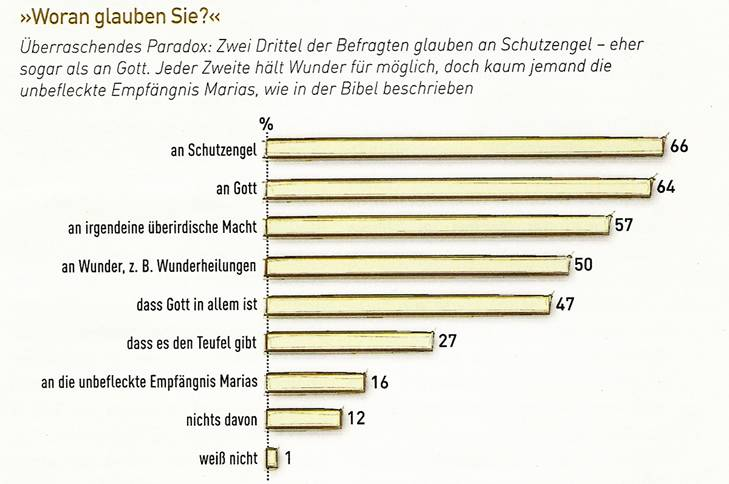 »Woran glauben Sie?«
Überraschendes Paradox: Zwei Drittel der Befragten glauben an Schutzengel – eher
sogar als an Gott. Jeder Zweite hält Wunder für möglich, doch kaum jemand die
unbefleckte Empfängnis Marias, wie in der Bibel beschrieben
%
an Schutzengel 66
an Gott 64
an irgendeine überirdische Macht 57
an Wunder, z. B. Wunderheilungen 50
dass Gott in allem ist 47
dass es den Teufel gibt 27
an die unbefleckte Empfängnis Marias 16
nichts davon 12
weiß nicht 1